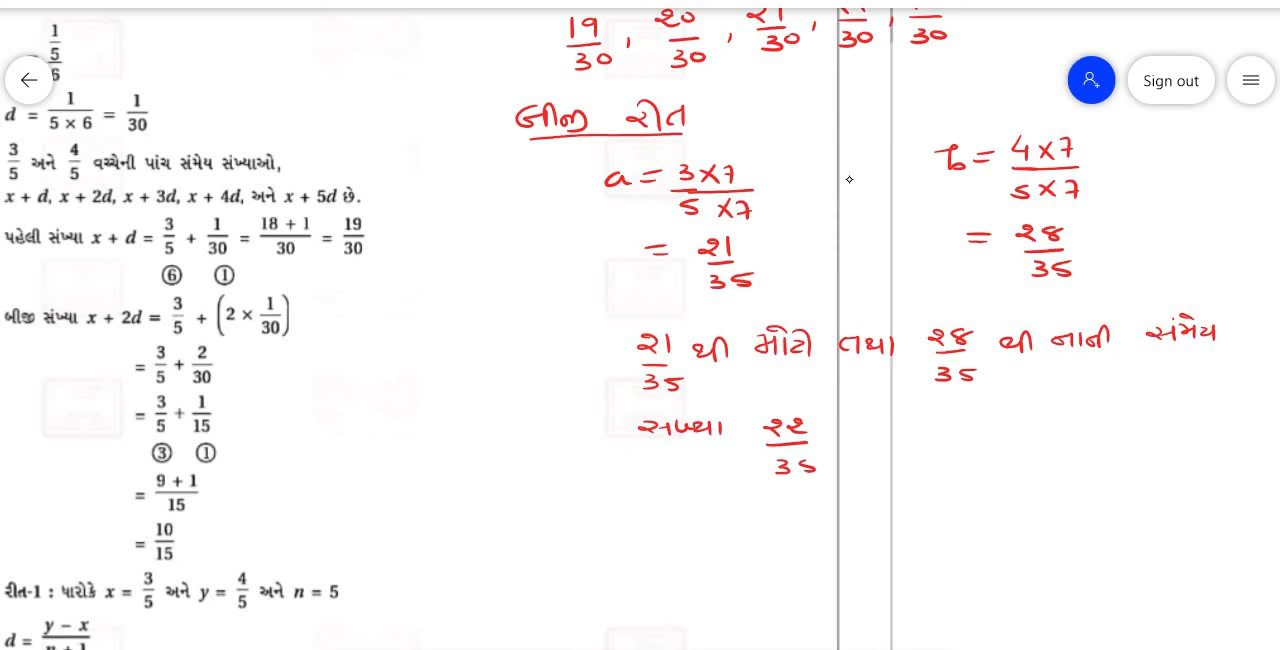 1
5
6
d = 1 / (5 × 6) = 1/30
3/5 અને 4/5 વચ્ચેની પાંચ સંમેય સંખ્યાઓ,
x + d, x + 2d, x + 3d, x + 4d, અને x + 5d છે.
પહેલી સંખ્યા x + d = 3/5 + 1/30 = (18 + 1)/30 = 19/30
⑥ ①
બીજી સંખ્યા x + 2d = 3/5 + (2 × 1/30)
= 3/5 + 2/30
= 3/5 + 1/15
③ ①
= (9 + 1)/15
= 10/15
રીત-1 : ધારોકે x = 3/5 અને y = 4/5 અને n = 5
d = (y − x)/(n + 1)
19/30, 20/30, 21/30, /30, /30
બીજી રીત
a = 3×7 / 5×7
= 21/35
b = 4×7 / 5×7
= 28/35
21/35 થી મોટી તથા 28/35 થી નાની સંમેય
સંખ્યા 22/35
Sign out